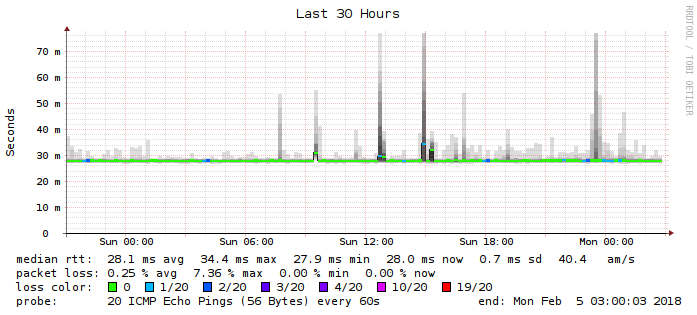 Last 30 Hours
RRDTOOL / TOBI OETIKER
Seconds
70 m
60 m
50 m
40 m
30 m
20 m
10 m
0
Sun 00:00 Sun 06:00 Sun 12:00 Sun 18:00 Mon 00:00
median rtt: 28.1 ms avg 34.4 ms max 27.9 ms min 28.0 ms now 0.7 ms sd 40.4 am/s
packet loss: 0.25 % avg 7.36 % max 0.00 % min 0.00 % now
loss color: 0 1/20 2/20 3/20 4/20 10/20 19/20
probe: 20 ICMP Echo Pings (56 Bytes) every 60s end: Mon Feb 5 03:00:03 2018